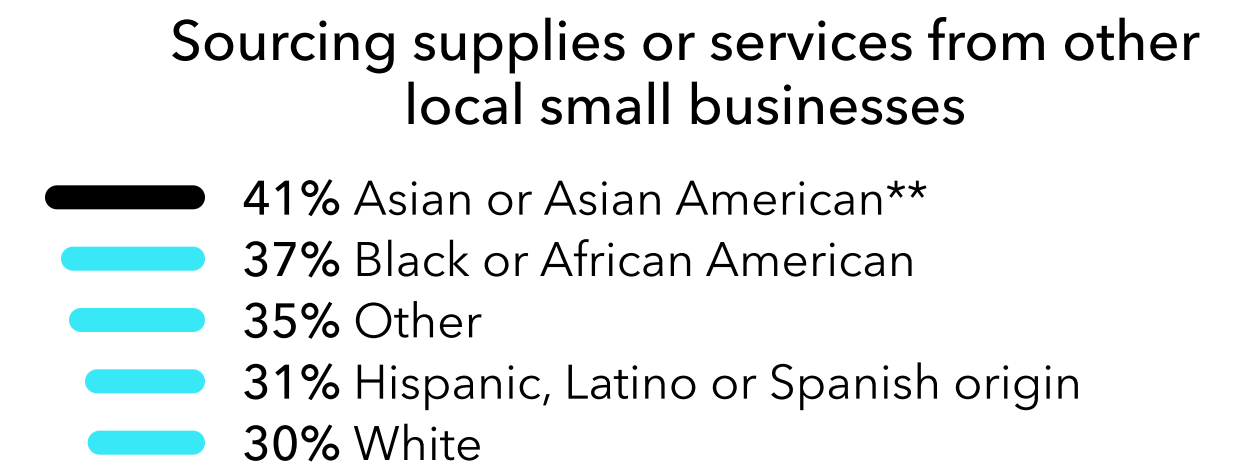 Sourcing supplies or services from other
local small businesses
41% Asian or Asian American**
37% Black or African American
35% Other
31% Hispanic, Latino or Spanish origin
30% White